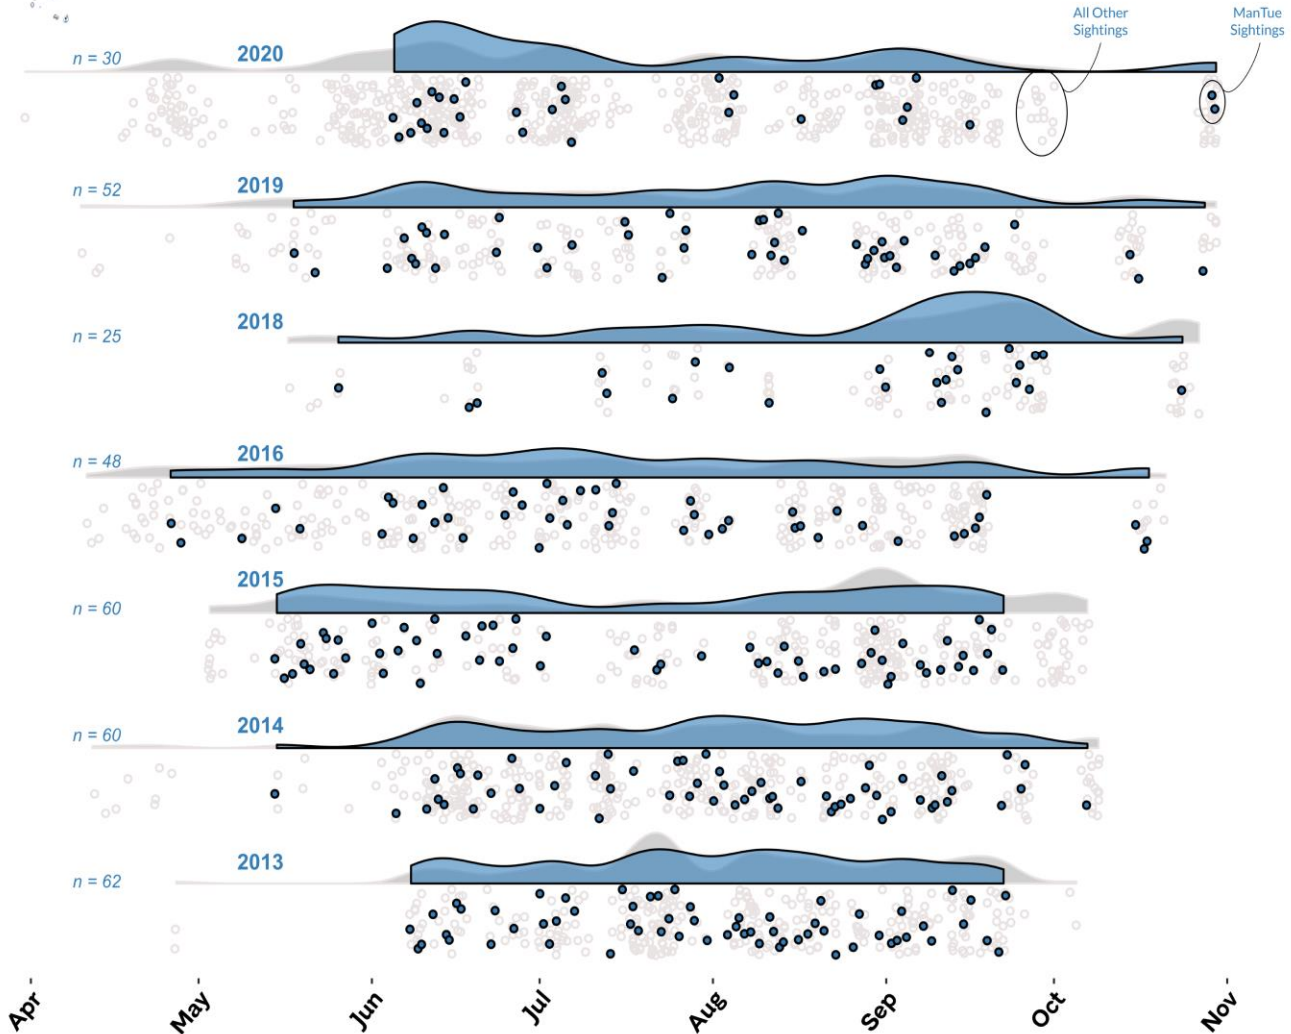 All Other
Sightings
ManTue
Sightings
n = 30
2020
n = 52
2019
n = 25
2018
n = 48
2016
n = 60
2015
n = 60
2014
n = 62
2013
Apr
May
Jun
Jul
Aug
Sep
Oct
Nov